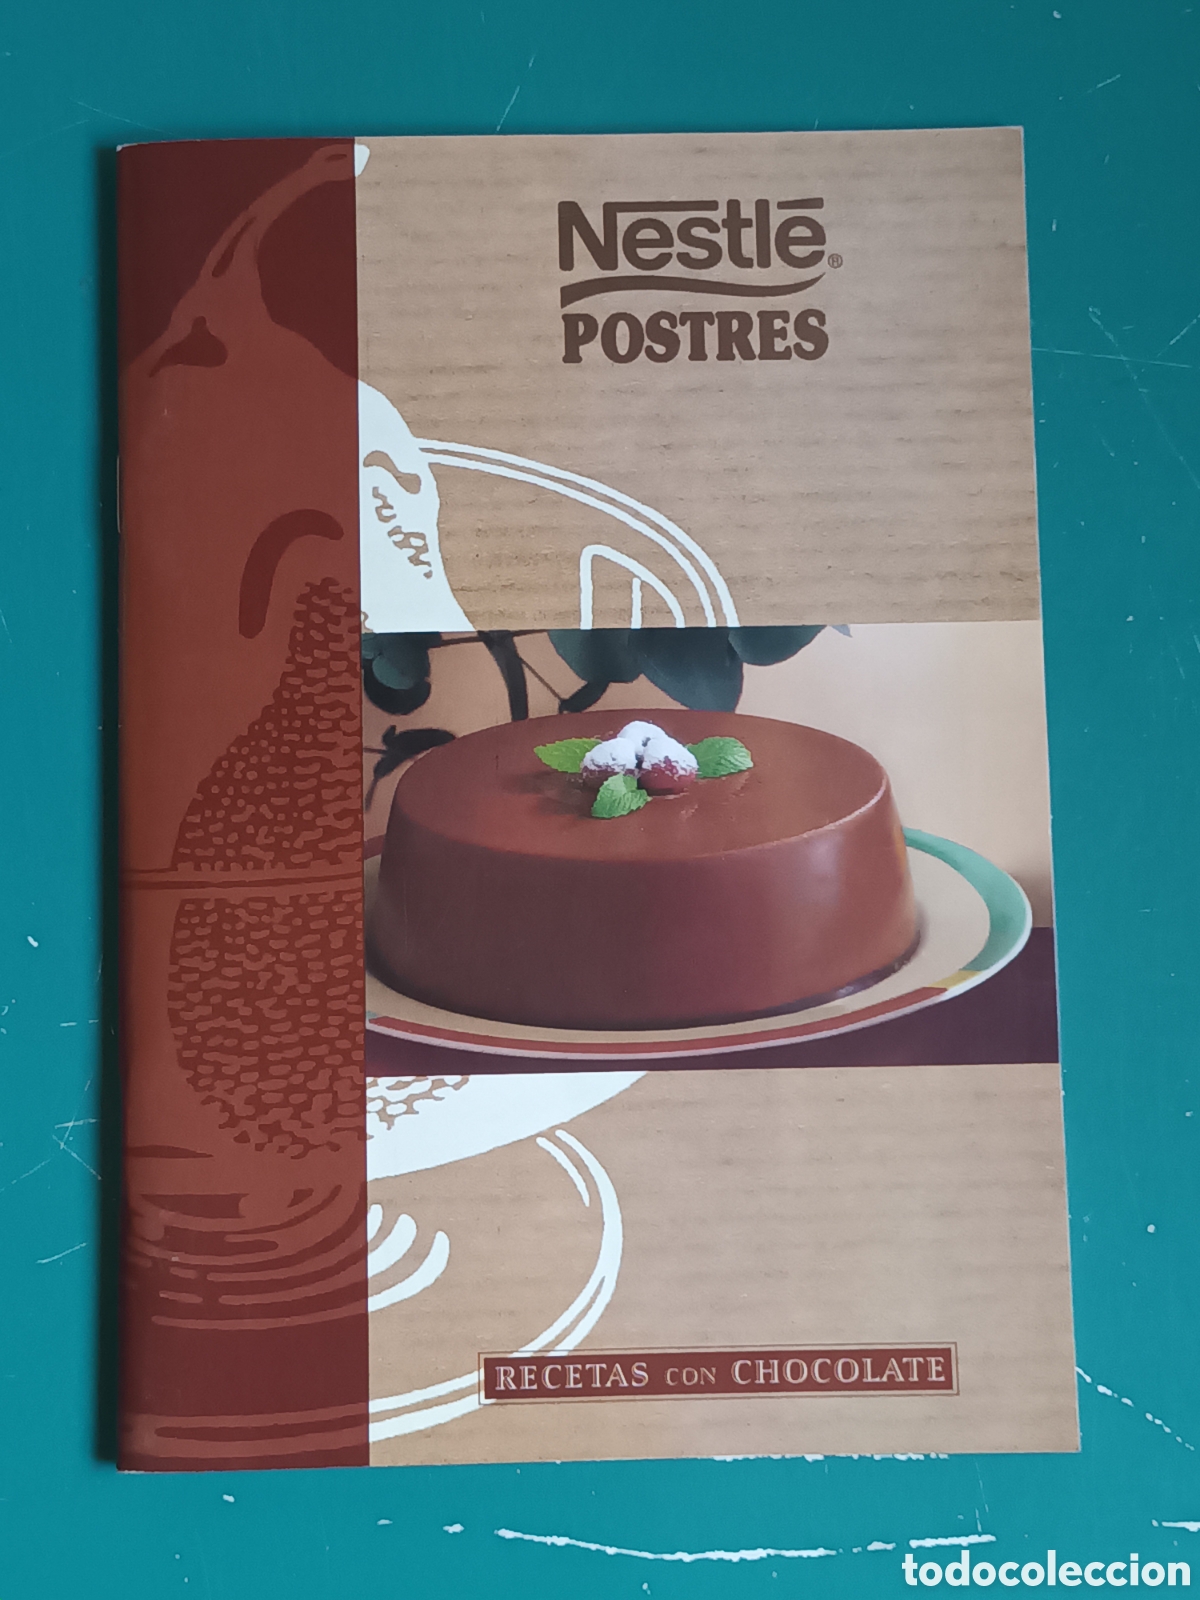 Nestlé®
POSTRES
RECETAS CON CHOCOLATE
todocoleccion